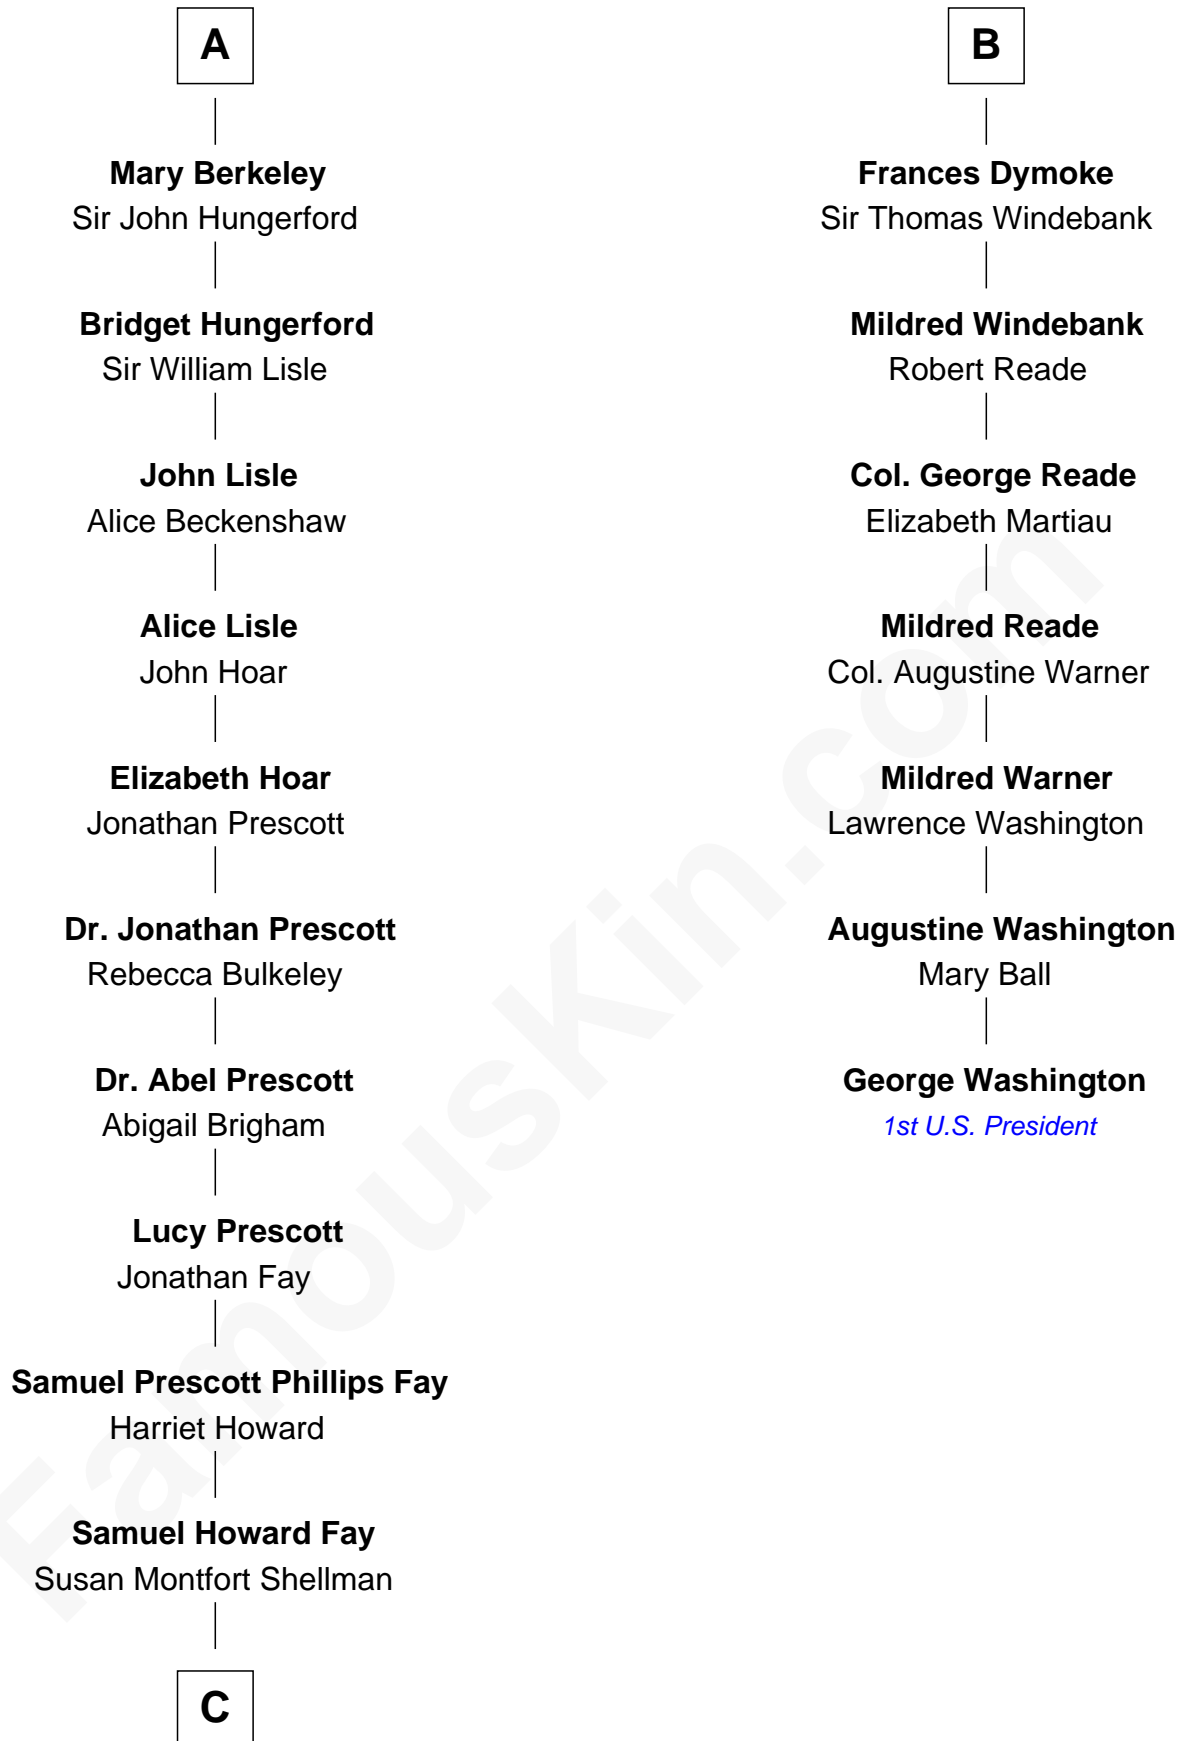 A
Mary Berkeley
Sir John Hungerford
Bridget Hungerford
Sir William Lisle
John Lisle
Alice Beckenshaw
Alice Lisle
John Hoar
Elizabeth Hoar
Jonathan Prescott
Dr. Jonathan Prescott
Rebecca Bulkeley
Dr. Abel Prescott
Abigail Brigham
Lucy Prescott
Jonathan Fay
Samuel Prescott Phillips Fay
Harriet Howard
Samuel Howard Fay
Susan Montfort Shellman
C
B
Frances Dymoke
Sir Thomas Windebank
Mildred Windebank
Robert Reade
Col. George Reade
Elizabeth Martiau
Mildred Reade
Col. Augustine Warner
Mildred Warner
Lawrence Washington
Augustine Washington
Mary Ball
George Washington
1st U.S. President
FamousKin.com